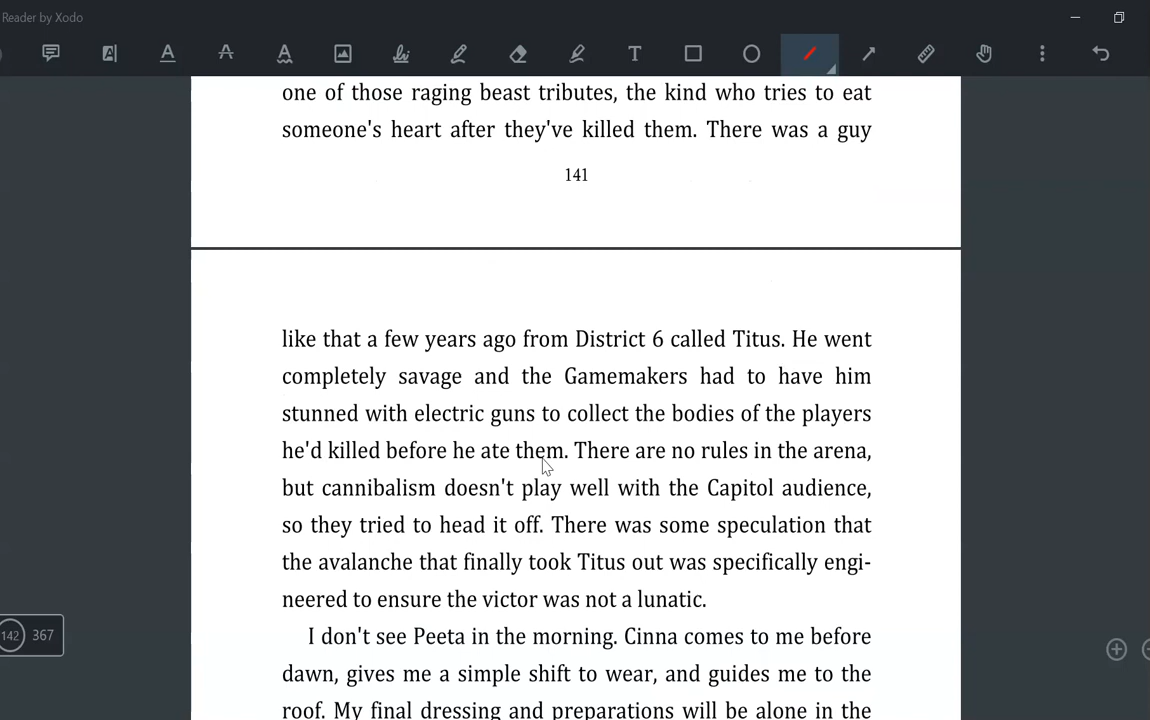 Reader by Xodo
T
one of those raging beast tributes, the kind who tries to eat
someone's heart after they've killed them. There was a guy
141
like that a few years ago from District 6 called Titus. He went
completely savage and the Gamemakers had to have him
stunned with electric guns to collect the bodies of the players
he'd killed before he ate them. There are no rules in the arena,
but cannibalism doesn't play well with the Capitol audience,
so they tried to head it off. There was some speculation that
the avalanche that finally took Titus out was specifically engi-
neered to ensure the victor was not a lunatic.
142 367
I don't see Peeta in the morning. Cinna comes to me before
dawn, gives me a simple shift to wear, and guides me to the
roof. My final dressing and preparations will be alone in the